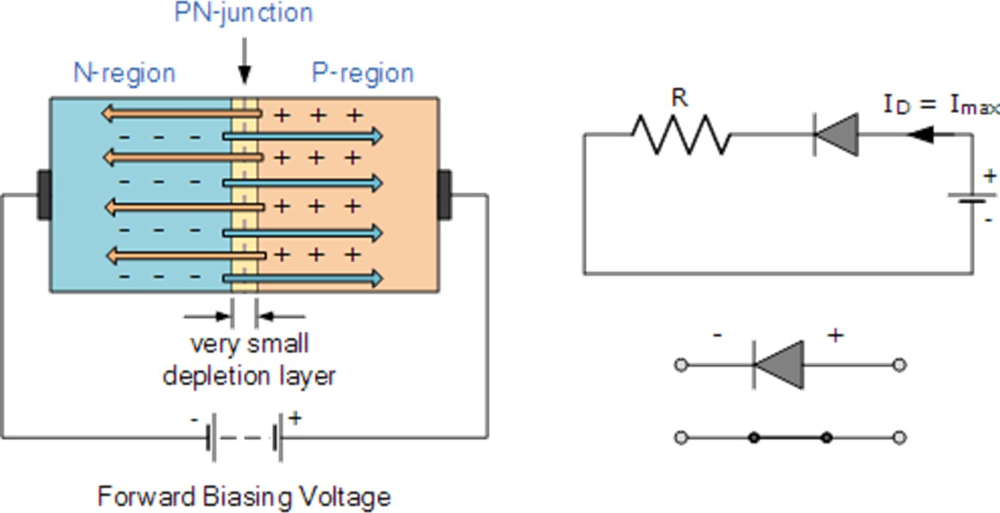 PN-junction
N-region
P-region
+ + +
- - -
+ + +
- - -
+ + +
- - -
+ + +
- - -
very small
depletion layer
- +
Forward Biasing Voltage
R
ID = Imax
+
-
- +